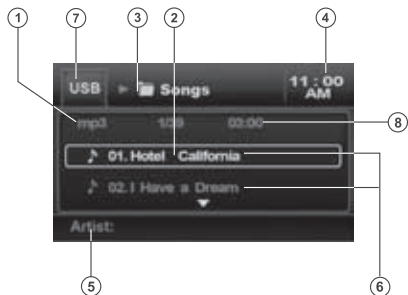 1 7 2 3 4
USB Songs 11:00 AM
mp3 1/39 00:00 8
01. Hotel California
02. I Have a Dream
6
Artist:
5